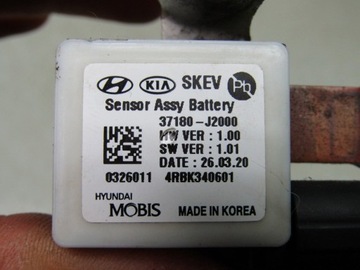 HYUNDAI KIA SKEV Pb
Sensor Assy Battery
37180-J2000
HW VER : 1.00
SW VER : 1.01
DATE : 26.03.20
0326011 4RBK340601
HYUNDAI
MOBIS MADE IN KOREA